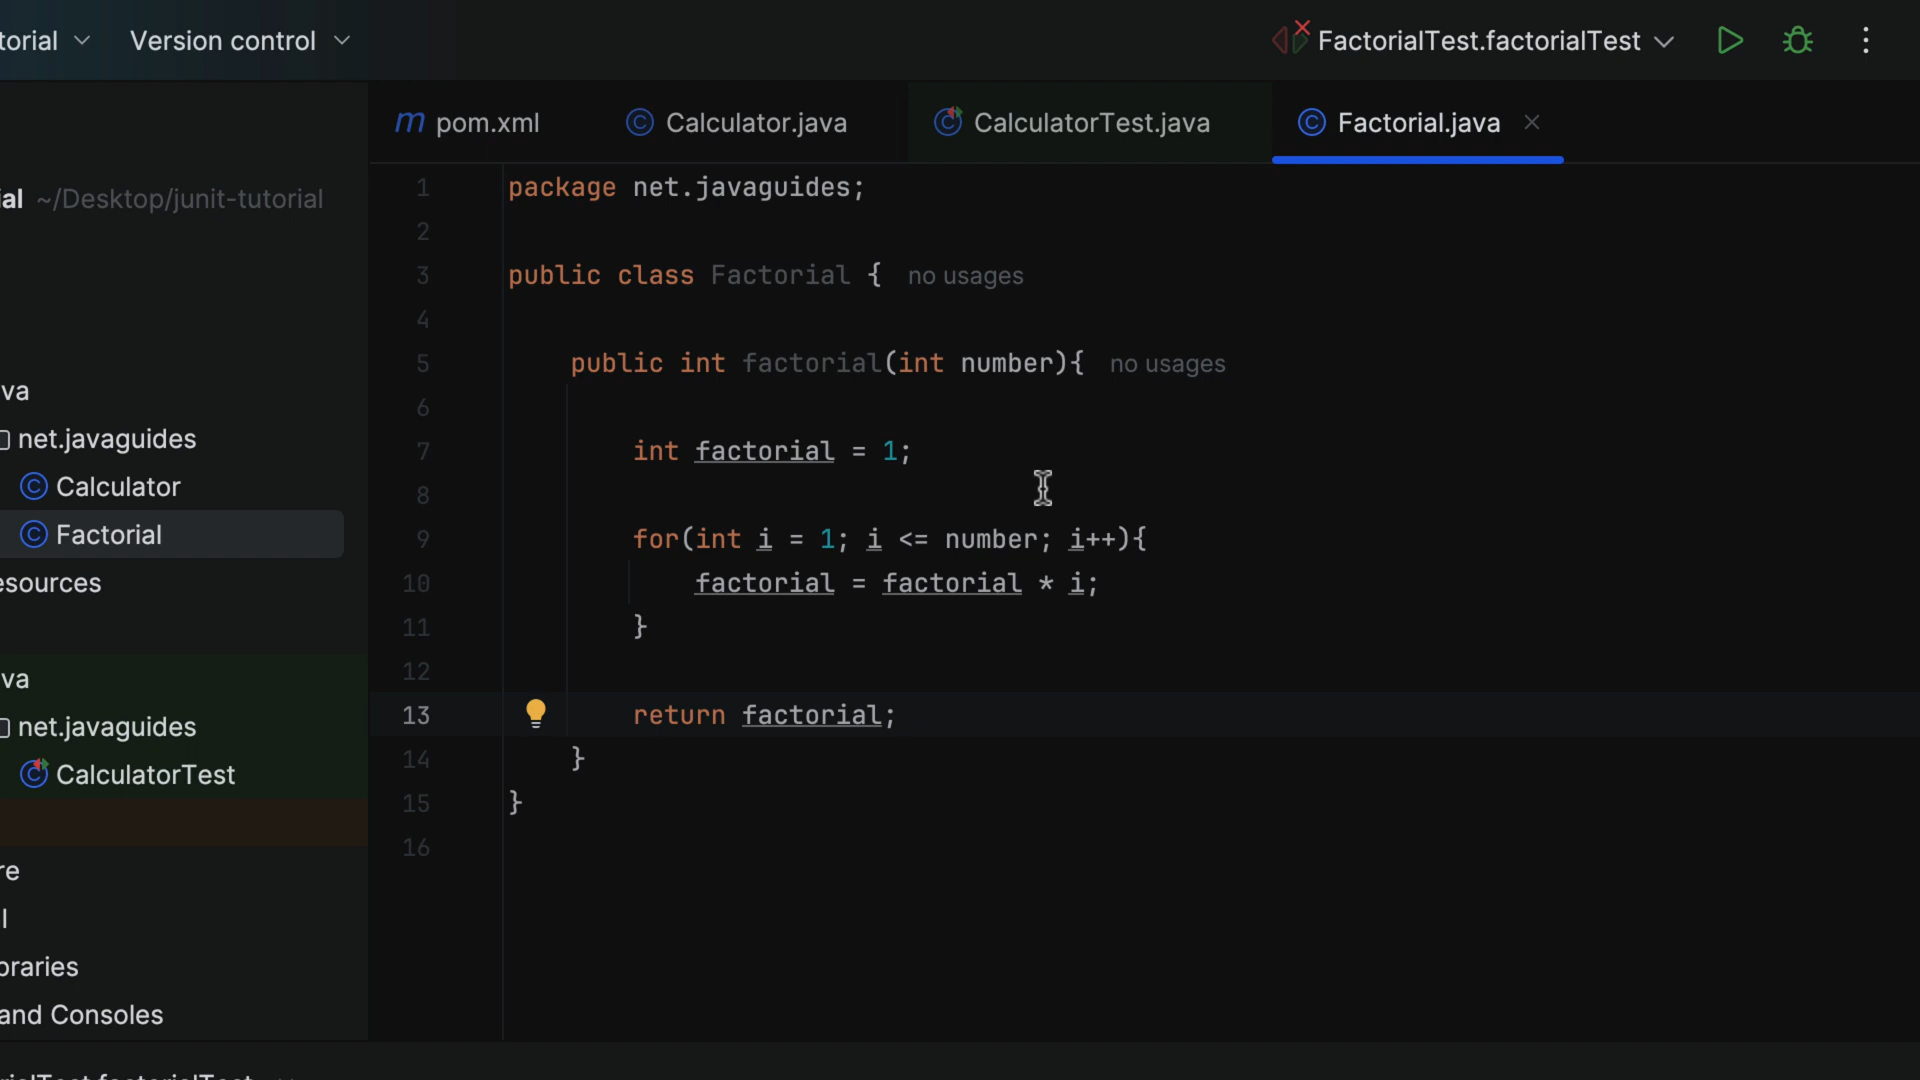 torial Version control FactorialTest.factorialTest
pom.xml Calculator.java CalculatorTest.java Factorial.java
ial ~/Desktop/junit-tutorial
va
net.javaguides
Calculator
Factorial
esources
va
net.javaguides
CalculatorTest
re
l
oraries
and Consoles
1 package net.javaguides;
2
3 public class Factorial { no usages
4
5 public int factorial(int number){ no usages
6
7 int factorial = 1;
8
9 for(int i = 1; i <= number; i++){
10 factorial = factorial * i;
11 }
12
13 return factorial;
14 }
15 }
16